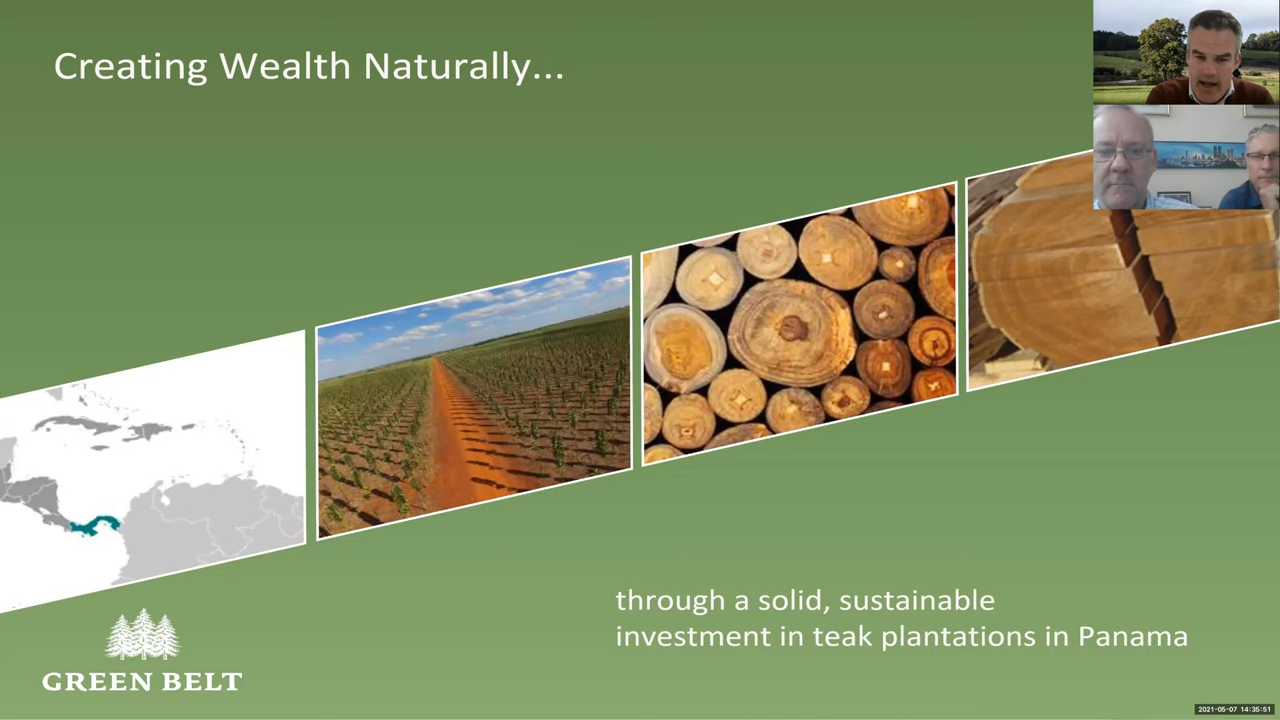 Creating Wealth Naturally...
through a solid, sustainable
investment in teak plantations in Panama
GREEN BELT
2021-05-07 14:35:51